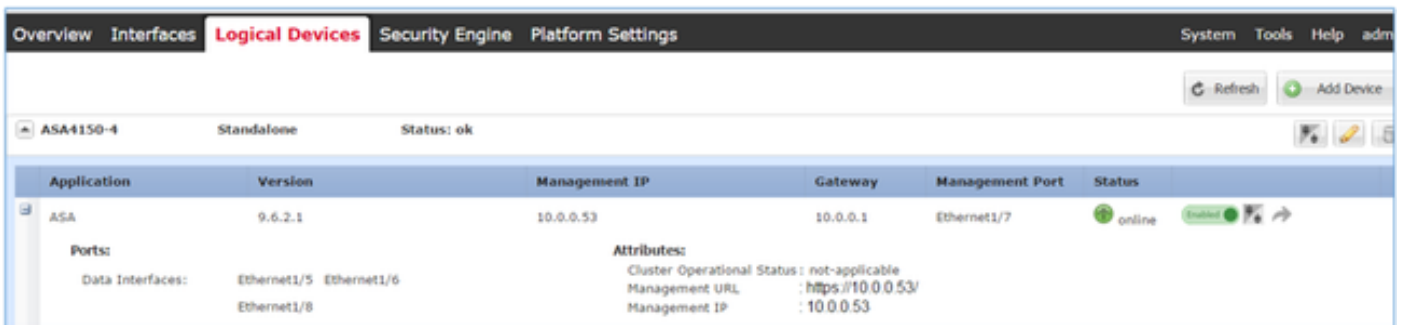 Overview Interfaces Logical Devices Security Engine Platform Settings System Tools Help adm
Refresh Add Device
ASA4150-4 Standalone Status: ok
Application Version Management IP Gateway Management Port Status
ASA 9.6.2.1 10.0.0.53 10.0.0.1 Ethernet1/7 online Enabled
Ports: Attributes:
Data Interfaces: Ethernet1/5 Ethernet1/6 Cluster Operational Status : not-applicable
Management URL : https://10.0.0.53/
Ethernet1/8 Management IP : 10.0.0.53